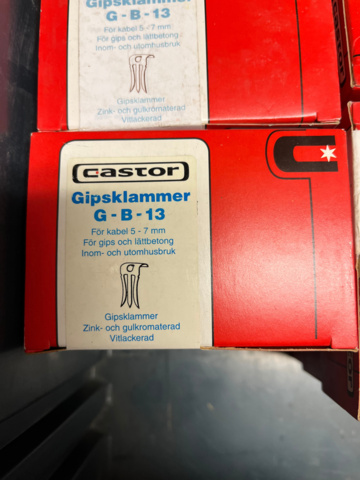 Gipsklammer
G - B - 13
För kabel 5 - 7 mm
För gips och lättbetong
Inom- och utomhusbruk
Gipsklammer
Zink- och gulkromaterad
Vitlackerad
castor
Gipsklammer
G - B - 13
För kabel 5 - 7 mm
För gips och lättbetong
Inom- och utomhusbruk
Gipsklammer
Zink- och gulkromaterad
Vitlackerad